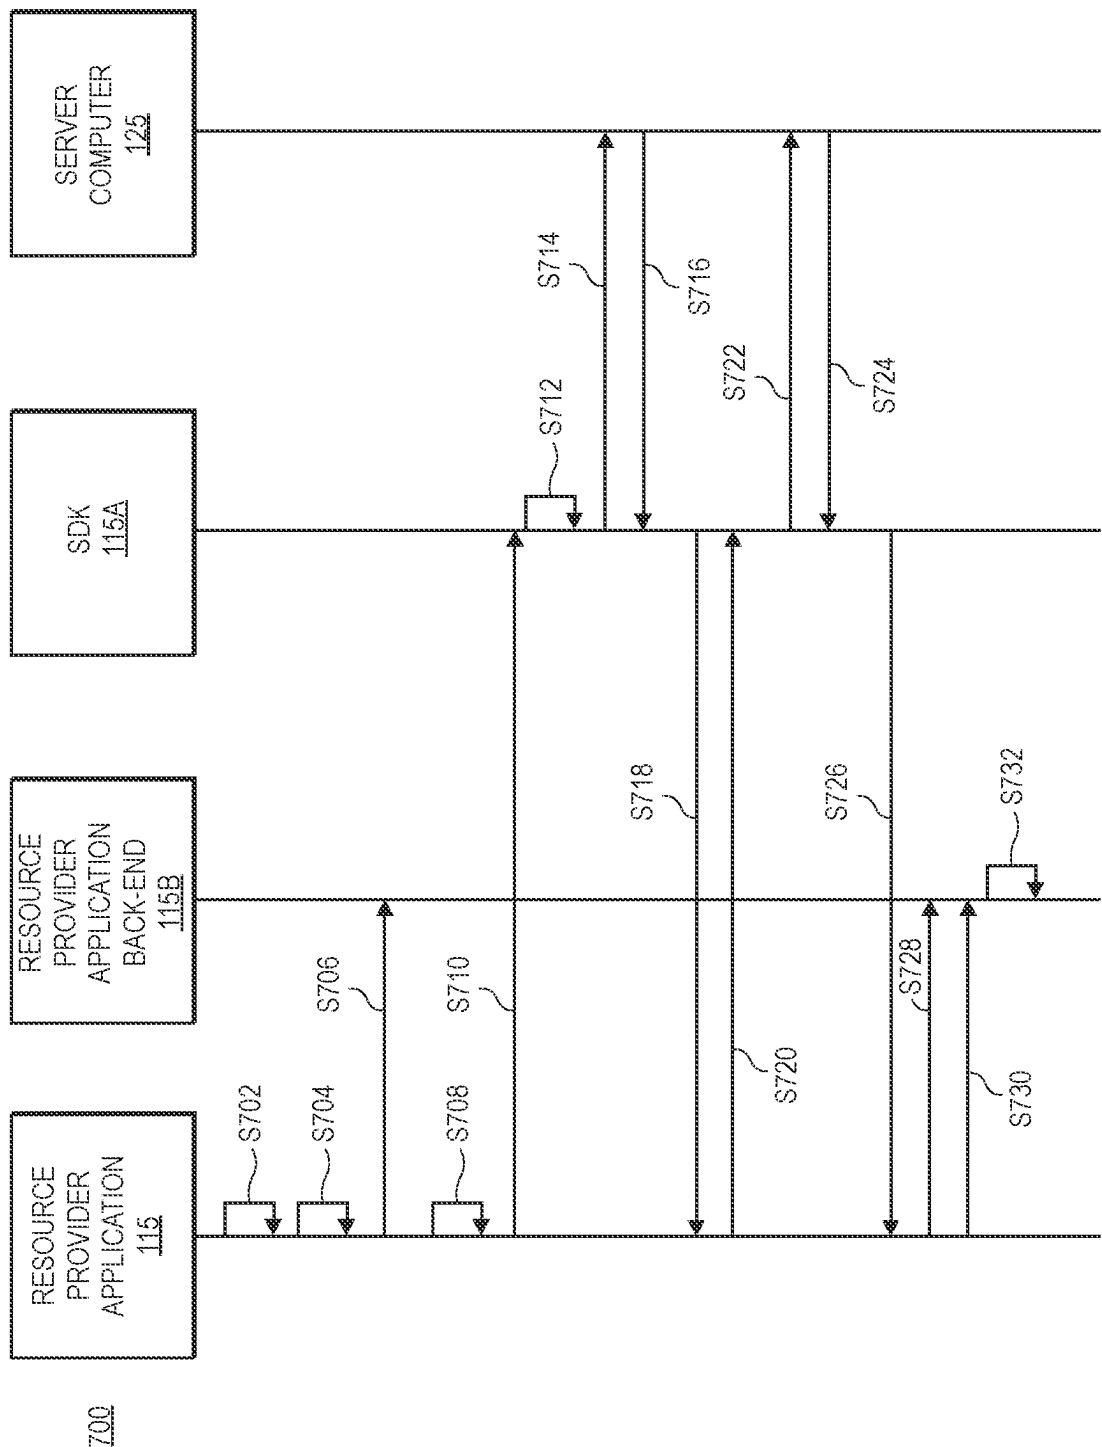 700
RESOURCE
PROVIDER
APPLICATION
115
RESOURCE
PROVIDER
APPLICATION
BACK-END
115B
SDK
115A
SERVER
COMPUTER
125
S702
S704
S706
S708
S710
S712
S714
S716
S718
S720
S722
S724
S726
S728
S730
S732